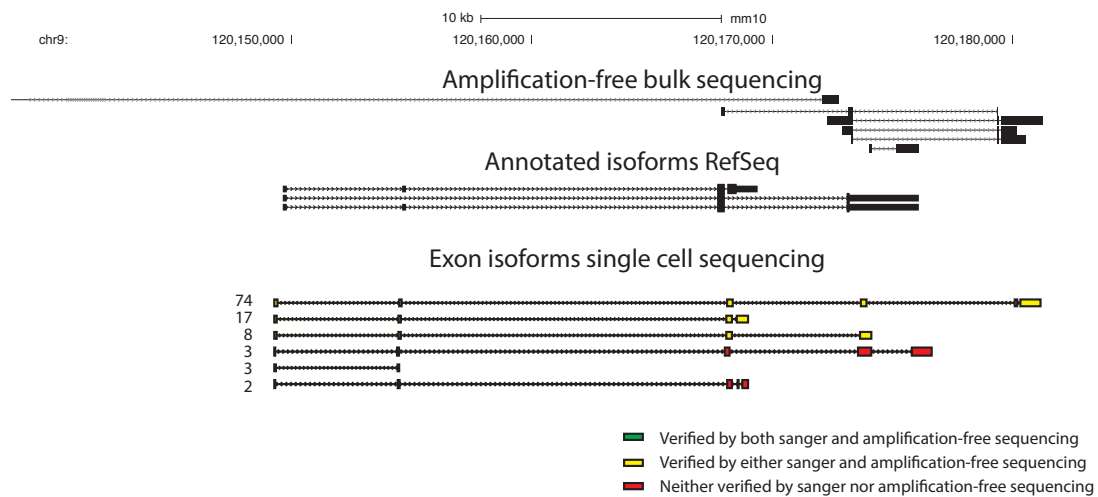 10 kb mm10
chr9: 120,150,000 120,160,000 120,170,000 120,180,000
Amplification-free bulk sequencing
Annotated isoforms RefSeq
Exon isoforms single cell sequencing
74
17
8
3
3
2
Verified by both sanger and amplification-free sequencing
Verified by either sanger and amplification-free sequencing
Neither verified by sanger nor amplification-free sequencing